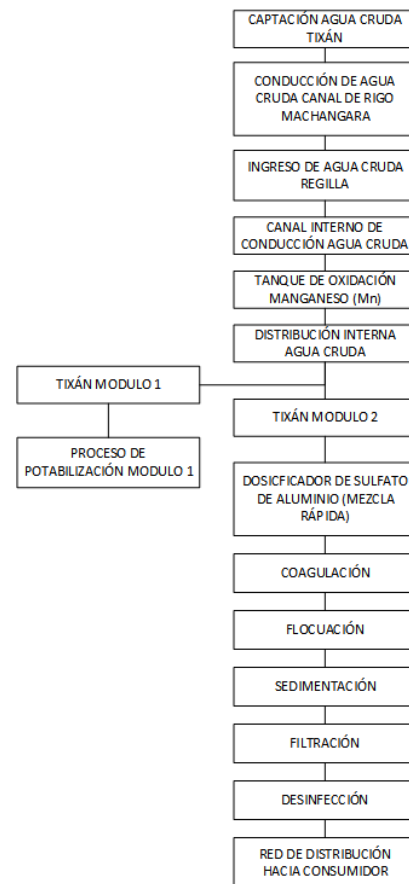 CAPTACIÓN AGUA CRUDA
TIXÁN
CONDUCCIÓN DE AGUA
CRUDA CANAL DE RIGO
MACHANGARA
INGRESO DE AGUA CRUDA
REGILLA
CANAL INTERNO DE
CONDUCCIÓN AGUA CRUDA
TANQUE DE OXIDACIÓN
MANGANESO (Mn)
DISTRIBUCIÓN INTERNA
AGUA CRUDA
TIXÁN MODULO 1
PROCESO DE
POTABILIZACIÓN MODULO 1
TIXÁN MODULO 2
DOSICFICADOR DE SULFATO
DE ALUMINIO (MEZCLA
RÁPIDA)
COAGULACIÓN
FLOCUACIÓN
SEDIMENTACIÓN
FILTRACIÓN
DESINFECCIÓN
RED DE DISTRIBUCIÓN
HACIA CONSUMIDOR